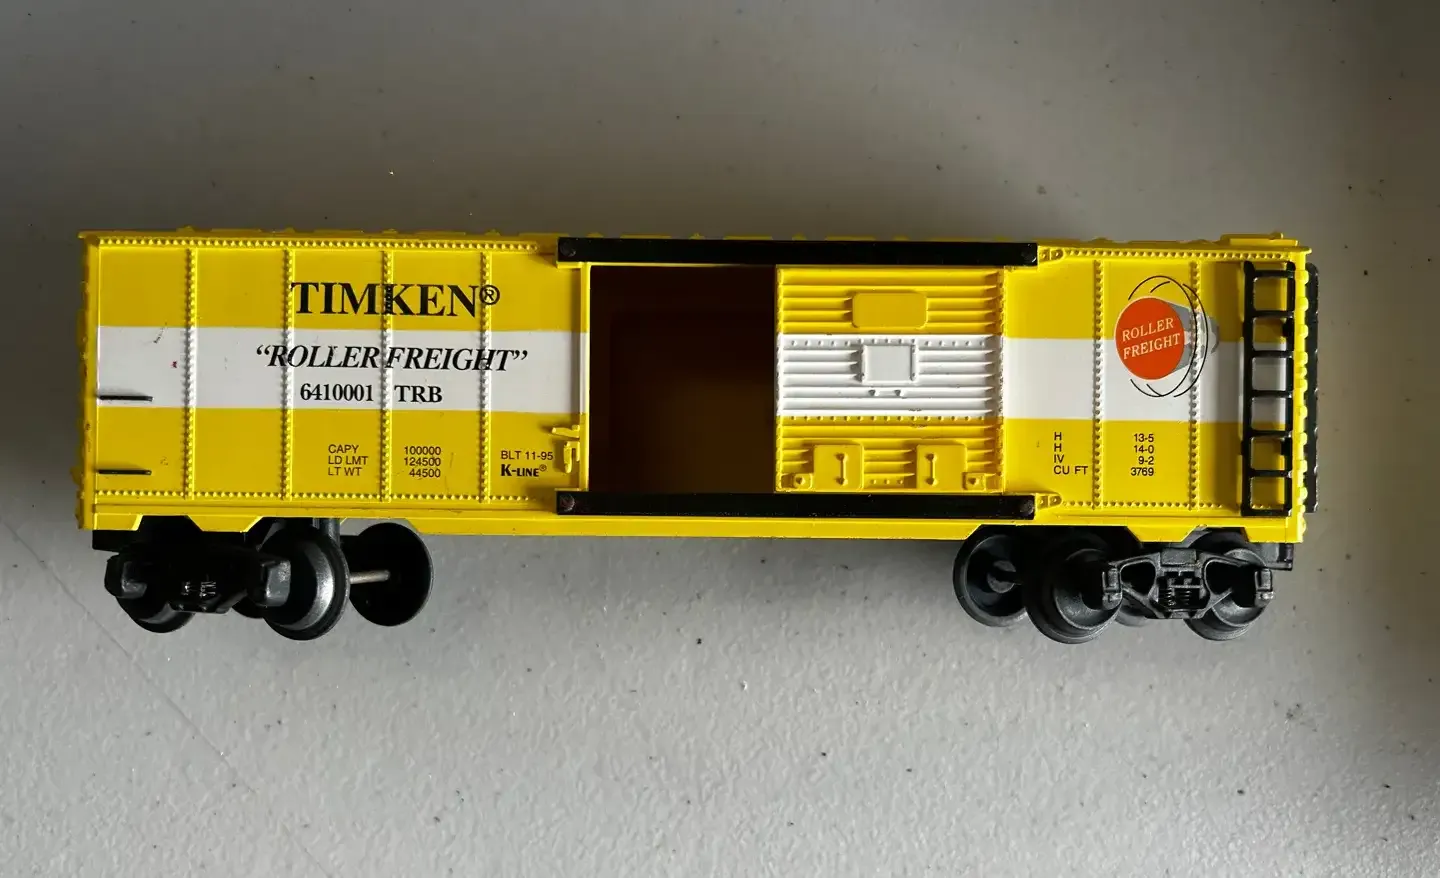 TIMKEN®
"ROLLER FREIGHT"
6410001 TRB
CAPY 100000
LD LMT 124500
LT WT 44500
BLT 11-95
K-LINE®
ROLLER
FREIGHT
H 13-5
H 14-0
IV 9-2
CU FT 3769